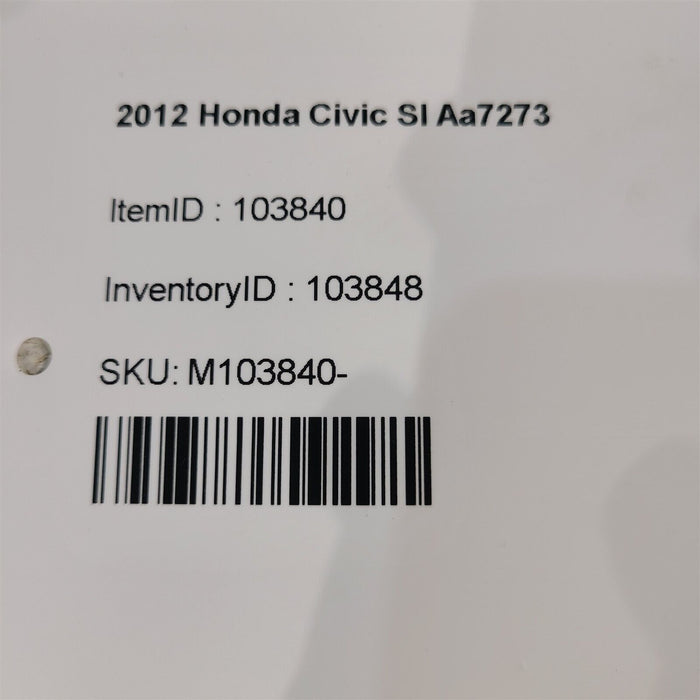 2012 Honda Civic SI Aa7273
ItemID : 103840
InventoryID : 103848
SKU: M103840-